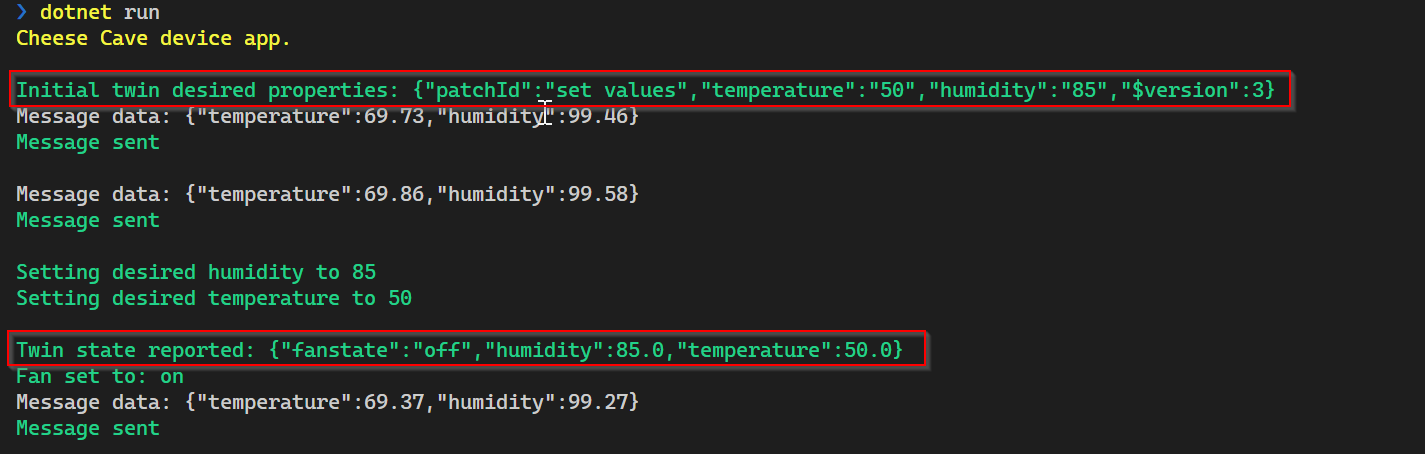 ❯ dotnet run
Cheese Cave device app.
Initial twin desired properties: {"patchId":"set values","temperature":"50","humidity":"85","$version":3}
Message data: {"temperature":69.73,"humidity":99.46}
Message sent
Message data: {"temperature":69.86,"humidity":99.58}
Message sent
Setting desired humidity to 85
Setting desired temperature to 50
Twin state reported: {"fanstate":"off","humidity":85.0,"temperature":50.0}
Fan set to: on
Message data: {"temperature":69.37,"humidity":99.27}
Message sent